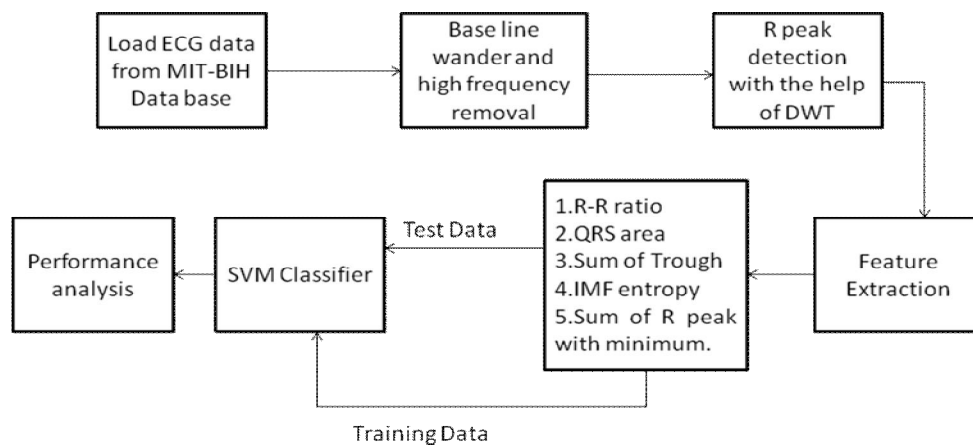 Load ECG data
from MIT-BIH
Data base
Base line
wander and
high frequency
removal
R peak
detection
with the help
of DWT
Performance
analysis
SVM Classifier
Test Data
1.R-R ratio
2.QRS area
3.Sum of Trough
4.IMF entropy
5.Sum of R peak
with minimum.
Feature
Extraction
Training Data